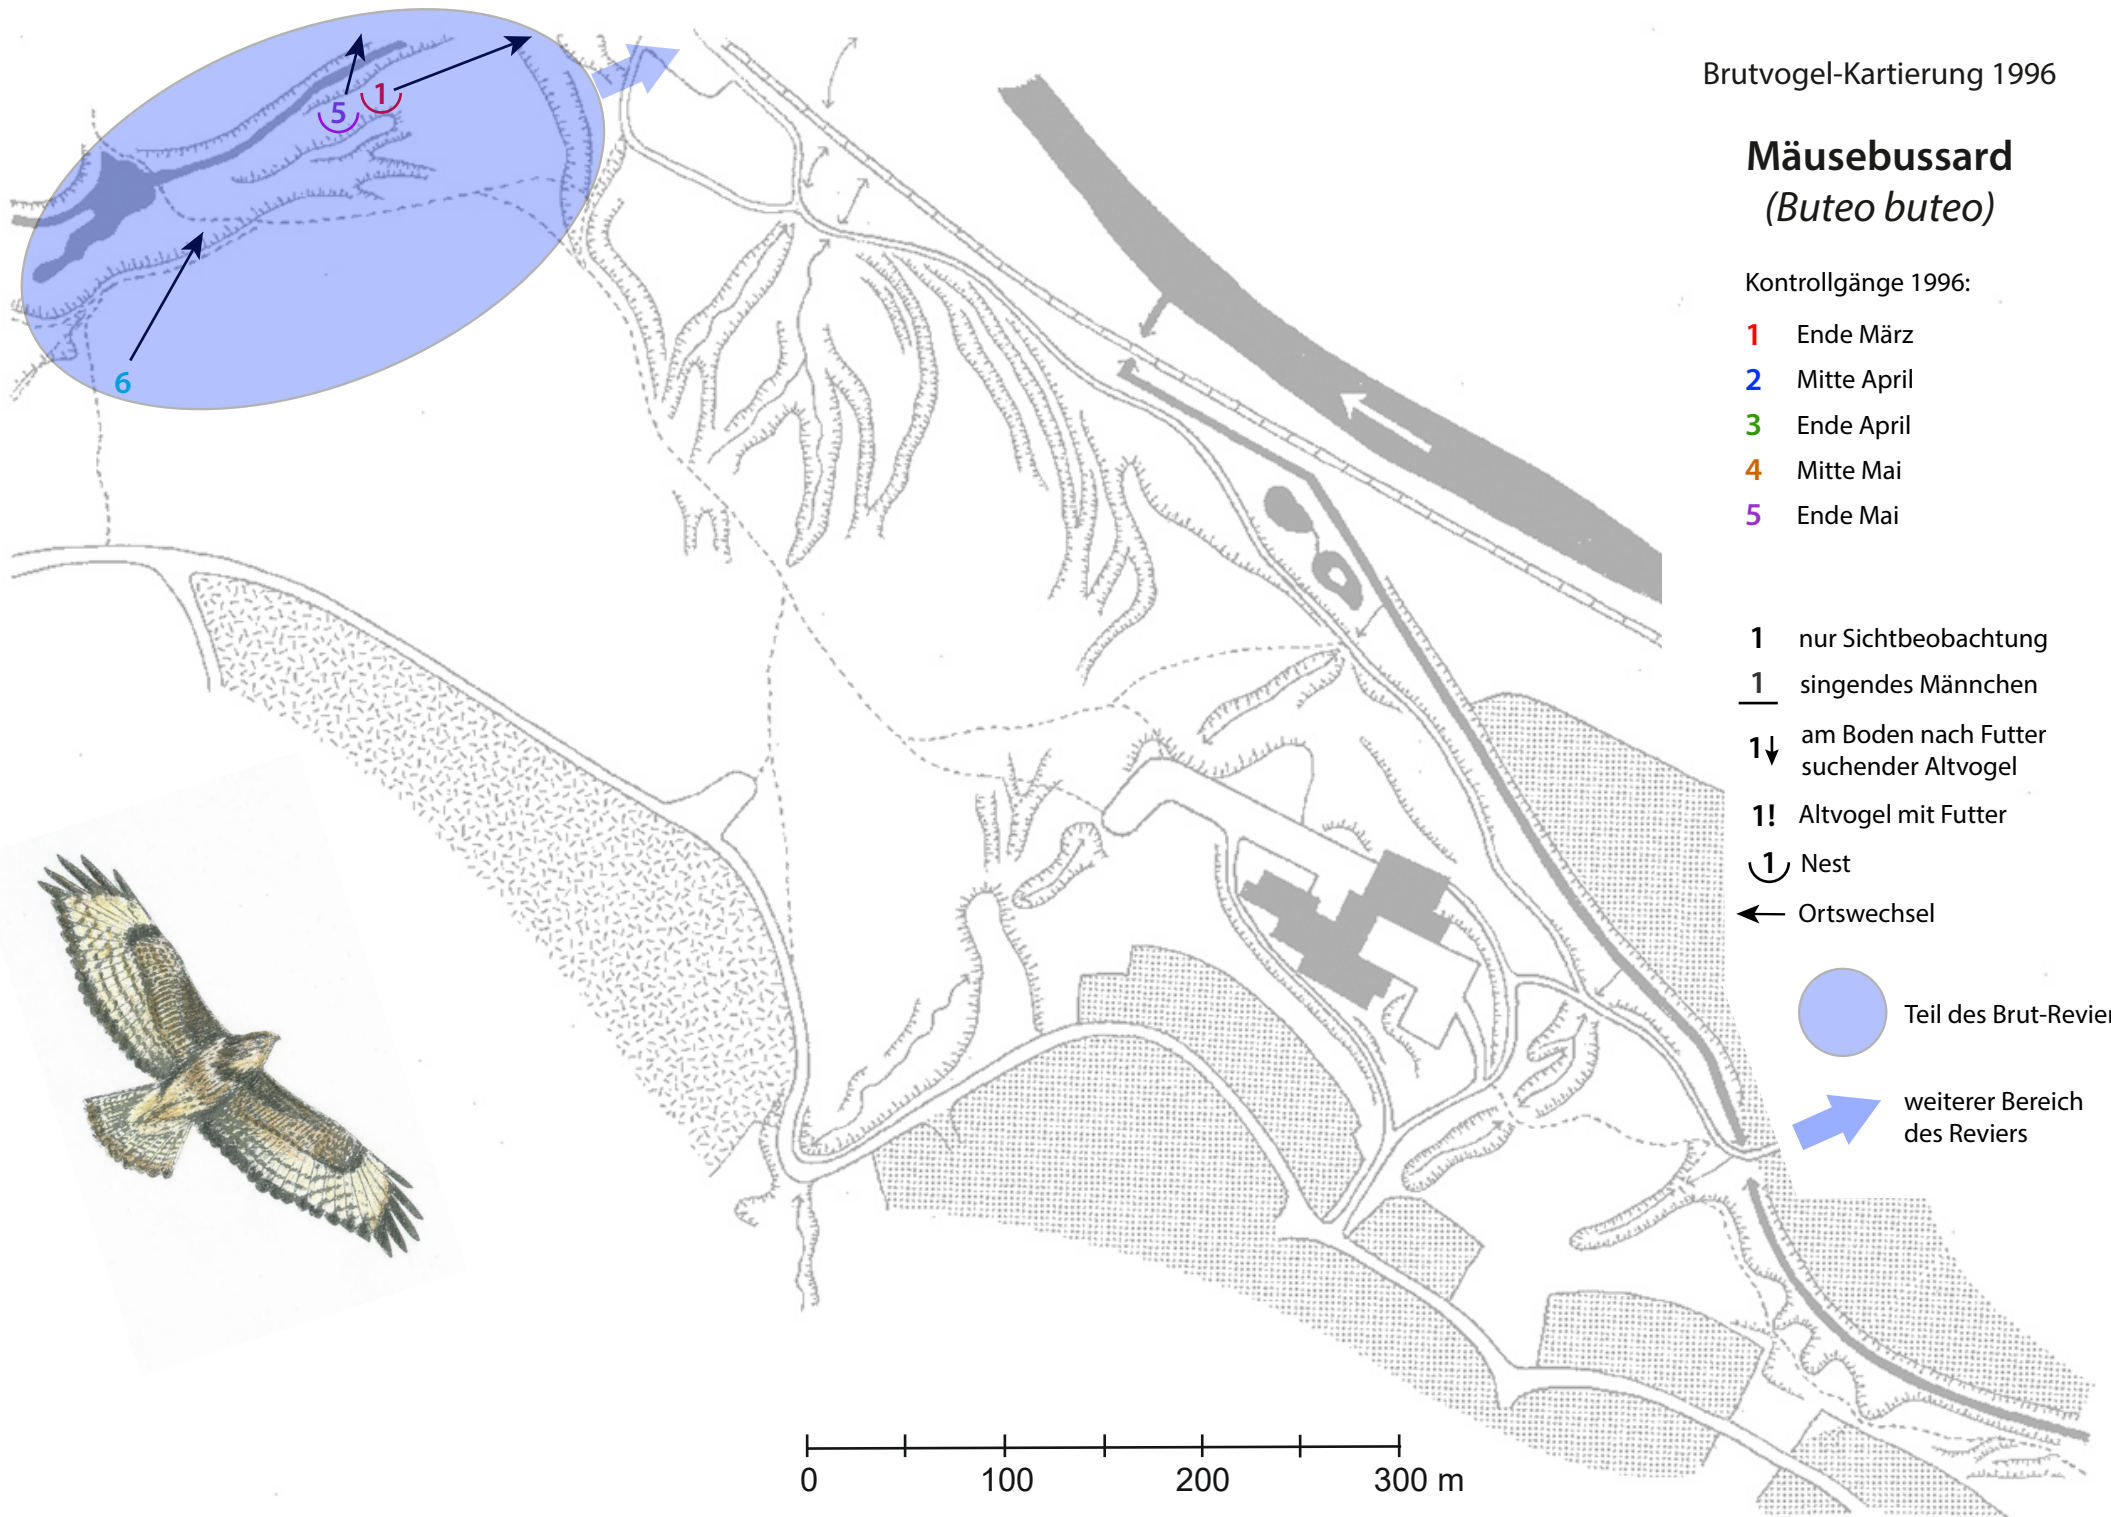 Brutvogel-Kartierung 1996
Mäusebussard
(Buteo buteo)
Kontrollgänge 1996:
1 Ende März
2 Mitte April
3 Ende April
4 Mitte Mai
5 Ende Mai
1 nur Sichtbeobachtung
1 singendes Männchen
1 am Boden nach Futter
suchender Altvogel
1! Altvogel mit Futter
1 Nest
Ortswechsel
Teil des Brut-Revier
weiterer Bereich
des Reviers
1
5
6
0 100 200 300 m